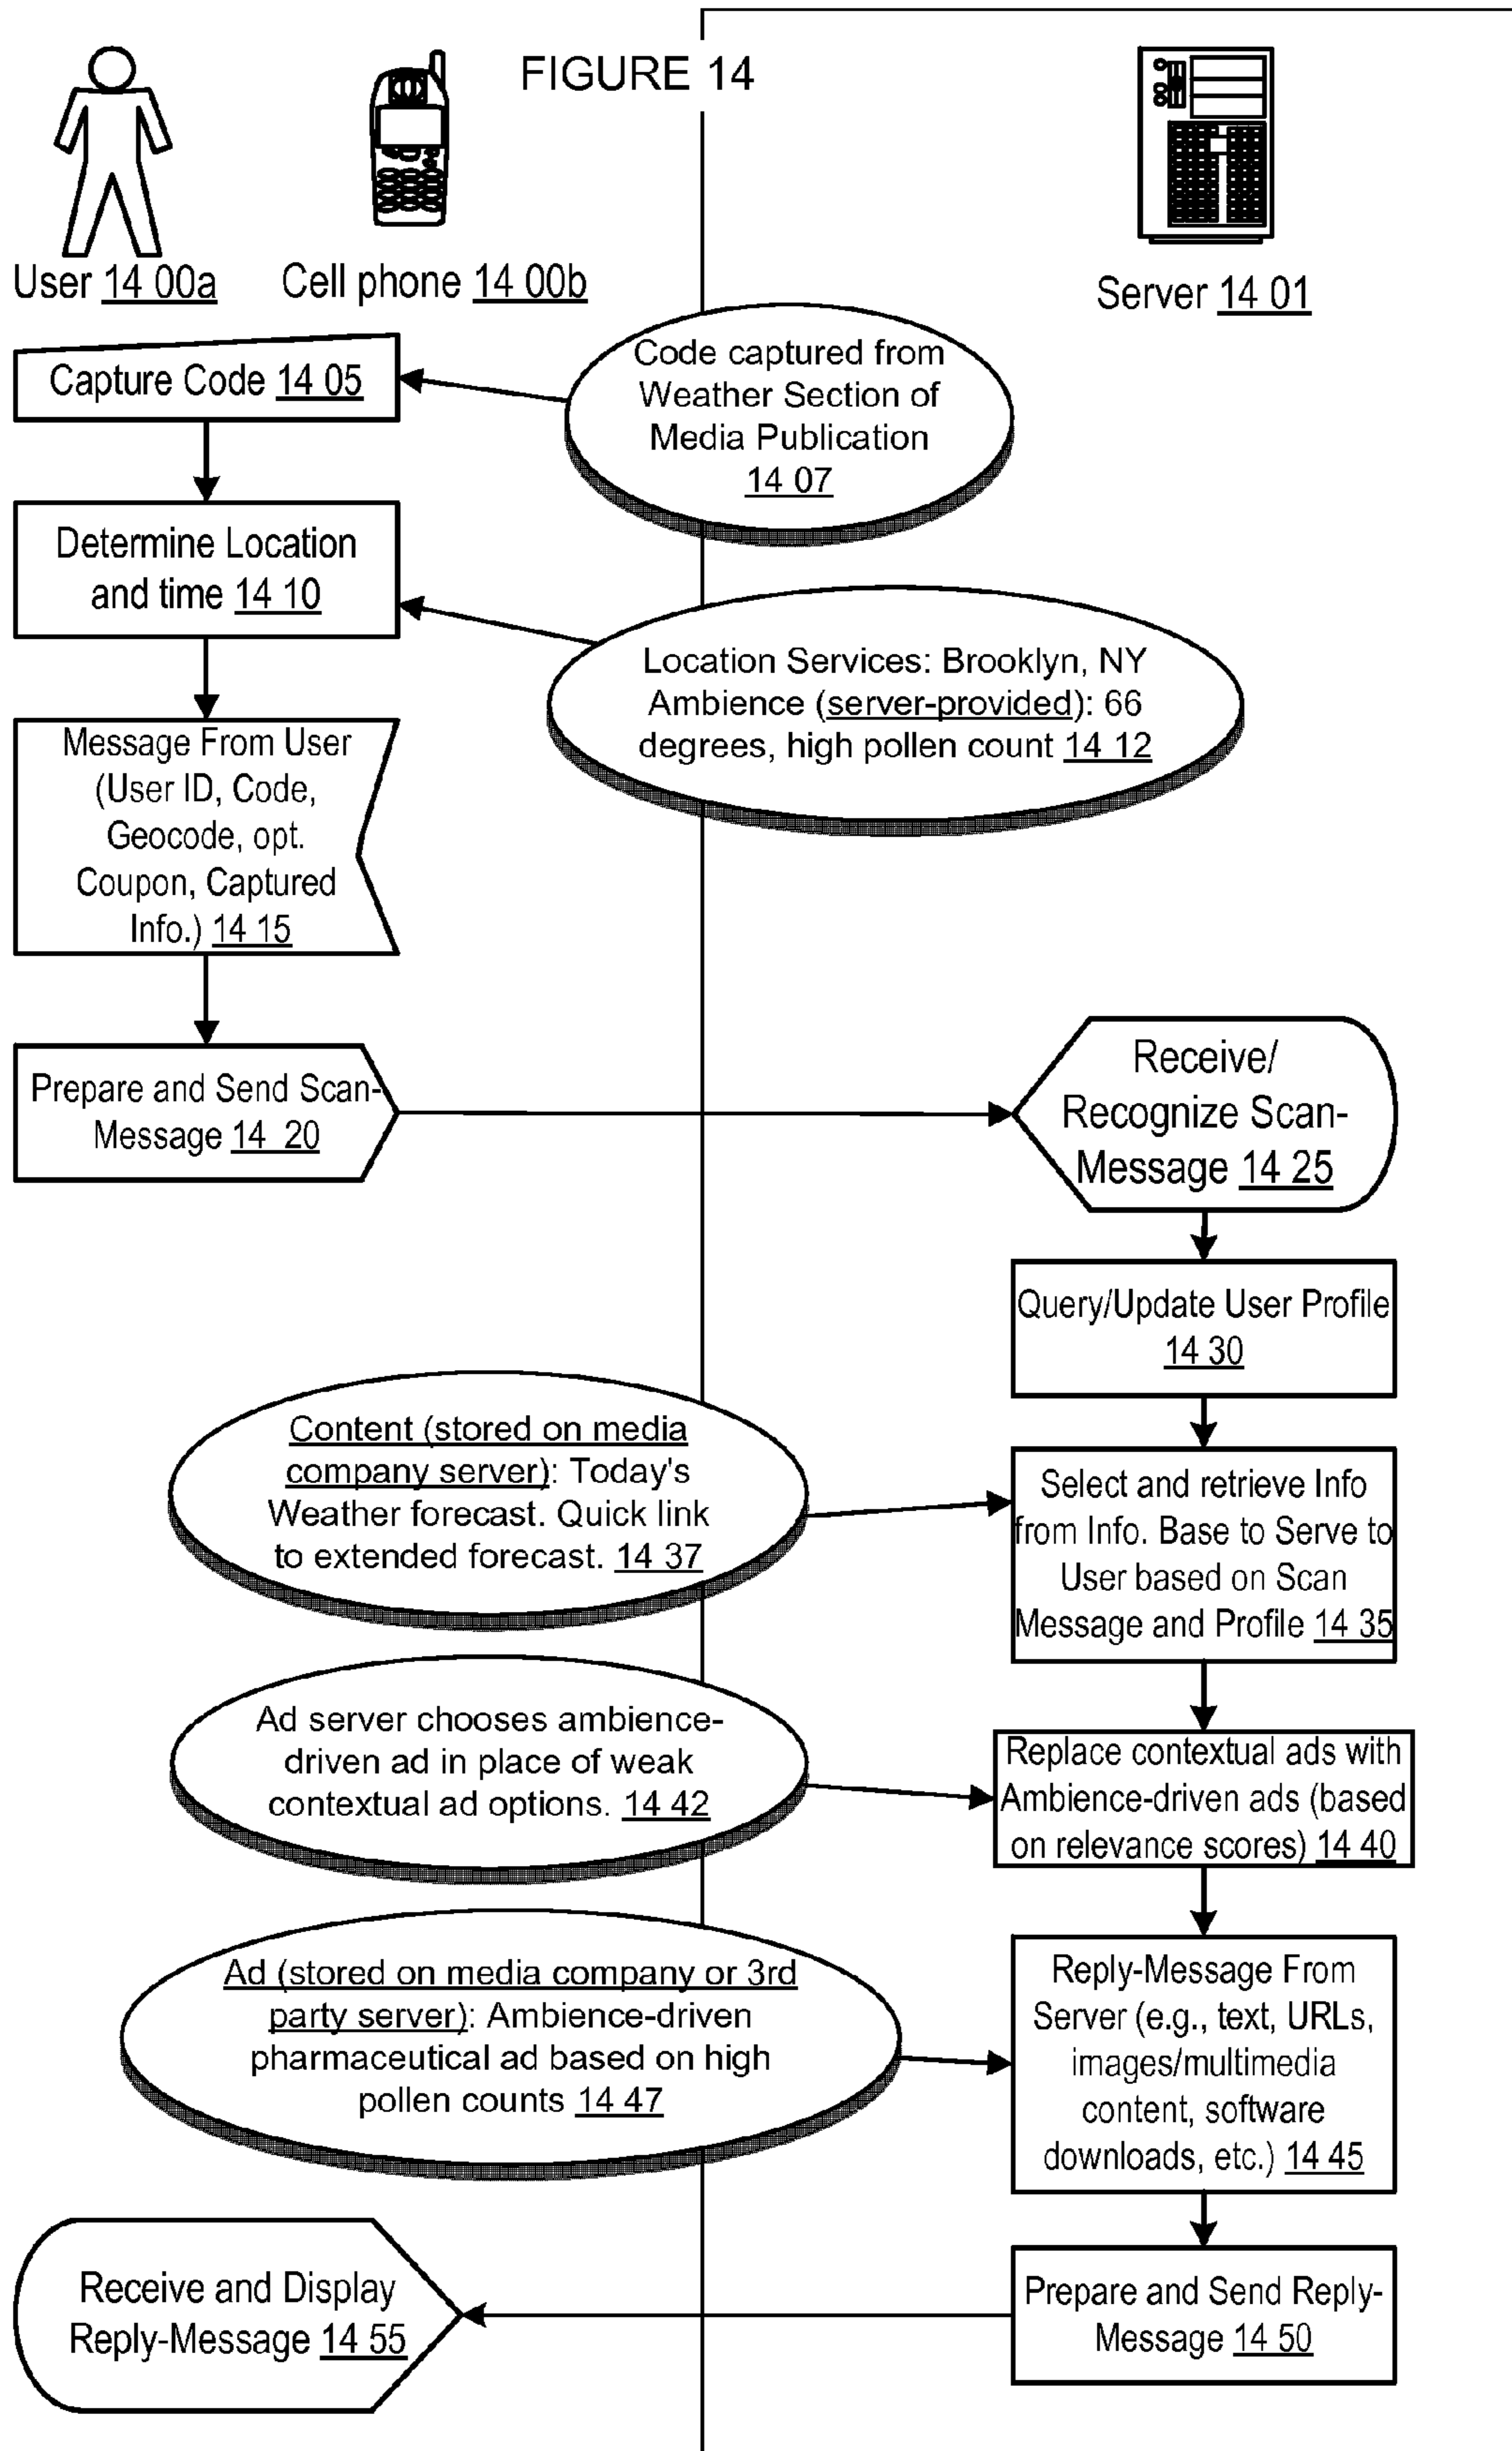 FIGURE 14
User 14 00a
Cell phone 14 00b
Server 14 01
Capture Code 14 05
Code captured from
Weather Section of
Media Publication
14 07
Determine Location
and time 14 10
Location Services: Brooklyn, NY
Ambience (server-provided): 66
degrees, high pollen count 14 12
Message From User
(User ID, Code,
Geocode, opt.
Coupon, Captured
Info.) 14 15
Prepare and Send Scan-
Message 14 20
Receive/
Recognize Scan-
Message 14 25
Query/Update User Profile
14 30
Content (stored on media
company server): Today's
Weather forecast. Quick link
to extended forecast. 14 37
Select and retrieve Info
from Info. Base to Serve to
User based on Scan
Message and Profile 14 35
Ad server chooses ambience-
driven ad in place of weak
contextual ad options. 14 42
Replace contextual ads with
Ambience-driven ads (based
on relevance scores) 14 40
Ad (stored on media company or 3rd
party server): Ambience-driven
pharmaceutical ad based on high
pollen counts 14 47
Reply-Message From
Server (e.g., text, URLs,
images/multimedia
content, software
downloads, etc.) 14 45
Receive and Display
Reply-Message 14 55
Prepare and Send Reply-
Message 14 50